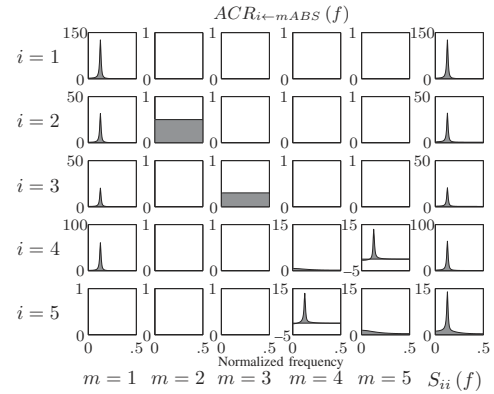 ACR_{i←mABS}(f)
150 1 1 1 1 150
i = 1
0 0 0 0 0 0
50 1 1 1 1 50
i = 2
0 0 0 0 0 0
50 1 1 1 1 50
i = 3
0 0 0 0 0 0
100 1 1 15 15 100
i = 4
0 0 0 0 −5 0
1 1 1 15 15 15
i = 5
0 0 0 −5 0 0
0 .5 0 .5 0 .5 0 .5 0 .5 0 .5
Normalized frequency
m = 1 m = 2 m = 3 m = 4 m = 5 S_{ii}(f)